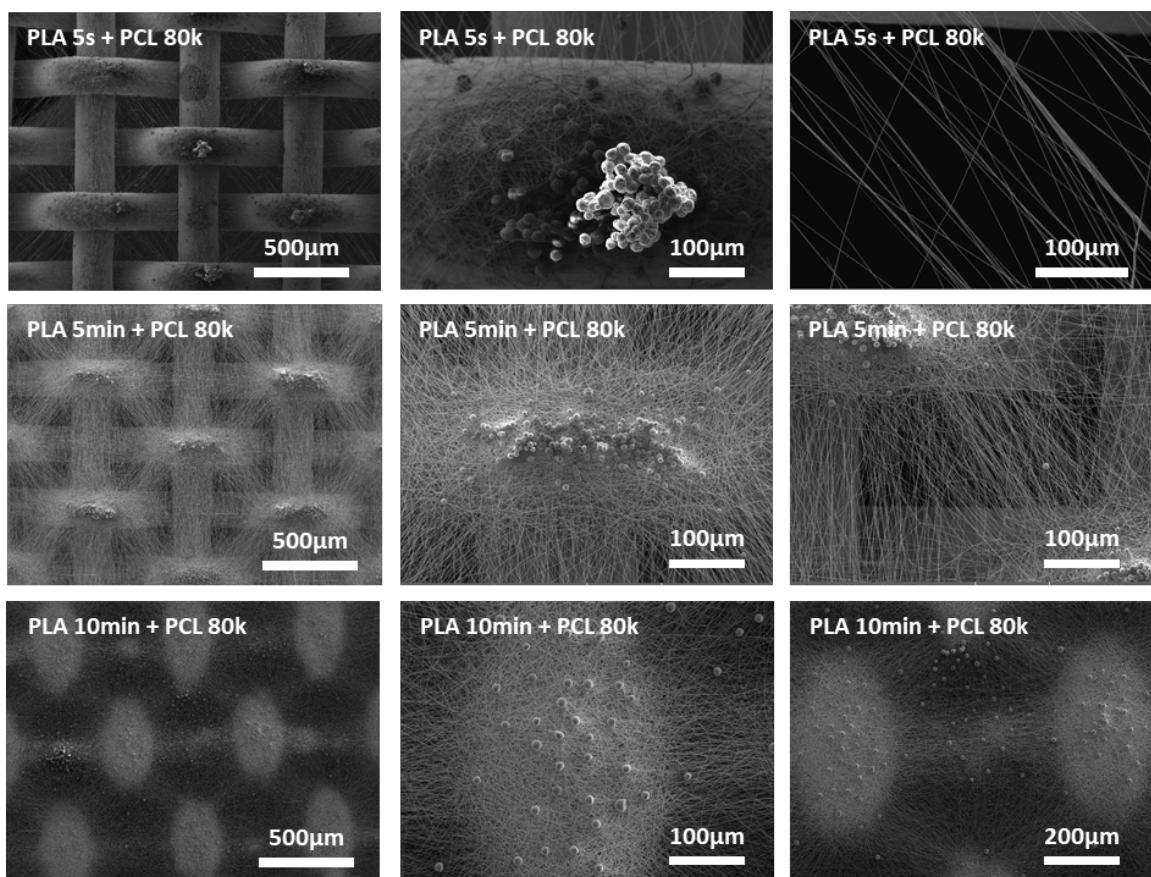 PLA 5s + PCL 80k
500μm
PLA 5s + PCL 80k
100μm
PLA 5s + PCL 80k
100μm
PLA 5min + PCL 80k
500μm
PLA 5min + PCL 80k
100μm
PLA 5min + PCL 80k
100μm
PLA 10min + PCL 80k
500μm
PLA 10min + PCL 80k
100μm
PLA 10min + PCL 80k
200μm